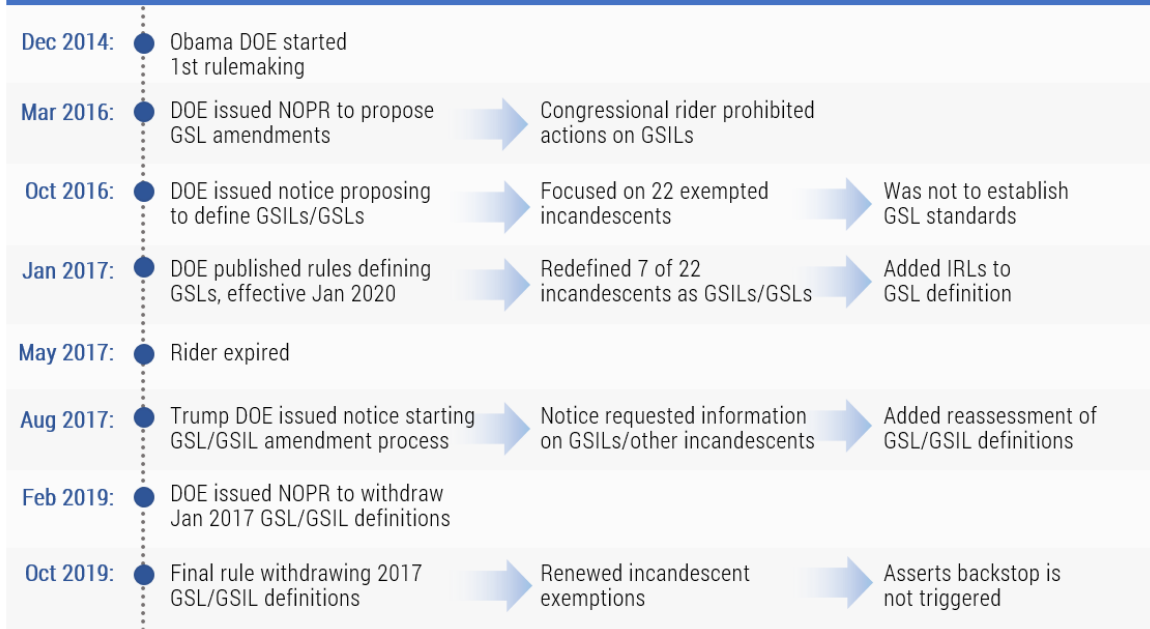 Dec 2014:
Obama DOE started
1st rulemaking
Mar 2016:
DOE issued NOPR to propose
GSL amendments
Congressional rider prohibited
actions on GSILs
Oct 2016:
DOE issued notice proposing
to define GSILs/GSLs
Focused on 22 exempted
incandescents
Was not to establish
GSL standards
Jan 2017:
DOE published rules defining
GSLs, effective Jan 2020
Redefined 7 of 22
incandescents as GSILs/GSLs
Added IRLs to
GSL definition
May 2017:
Rider expired
Aug 2017:
Trump DOE issued notice starting
GSL/GSIL amendment process
Notice requested information
on GSILs/other incandescents
Added reassessment of
GSL/GSIL definitions
Feb 2019:
DOE issued NOPR to withdraw
Jan 2017 GSL/GSIL definitions
Oct 2019:
Final rule withdrawing 2017
GSL/GSIL definitions
Renewed incandescent
exemptions
Asserts backstop is
not triggered